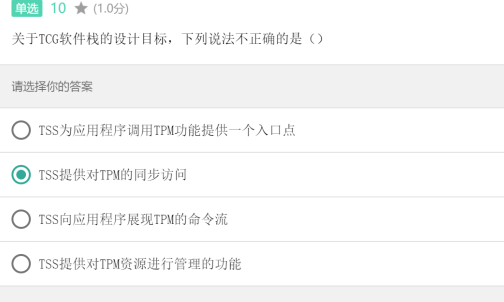 单选 10 ★ (1.0分)
关于TCG软件栈的设计目标，下列说法不正确的是（）
请选择你的答案
TSS为应用程序调用TPM功能提供一个入口点
TSS提供对TPM的同步访问
TSS向应用程序展现TPM的命令流
TSS提供对TPM资源进行管理的功能